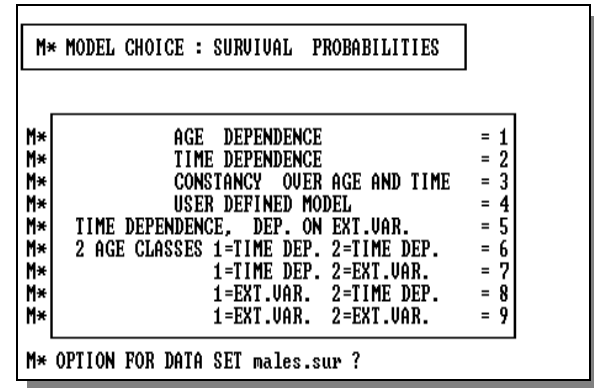 M* MODEL CHOICE : SURVIVAL PROBABILITIES
M* AGE DEPENDENCE = 1
M* TIME DEPENDENCE = 2
M* CONSTANCY OVER AGE AND TIME = 3
M* USER DEFINED MODEL = 4
M* TIME DEPENDENCE, DEP. ON EXT.VAR. = 5
M* 2 AGE CLASSES 1=TIME DEP. 2=TIME DEP. = 6
M* 1=TIME DEP. 2=EXT.VAR. = 7
M* 1=EXT.VAR. 2=TIME DEP. = 8
M* 1=EXT.VAR. 2=EXT.VAR. = 9
M* OPTION FOR DATA SET males.sur ?